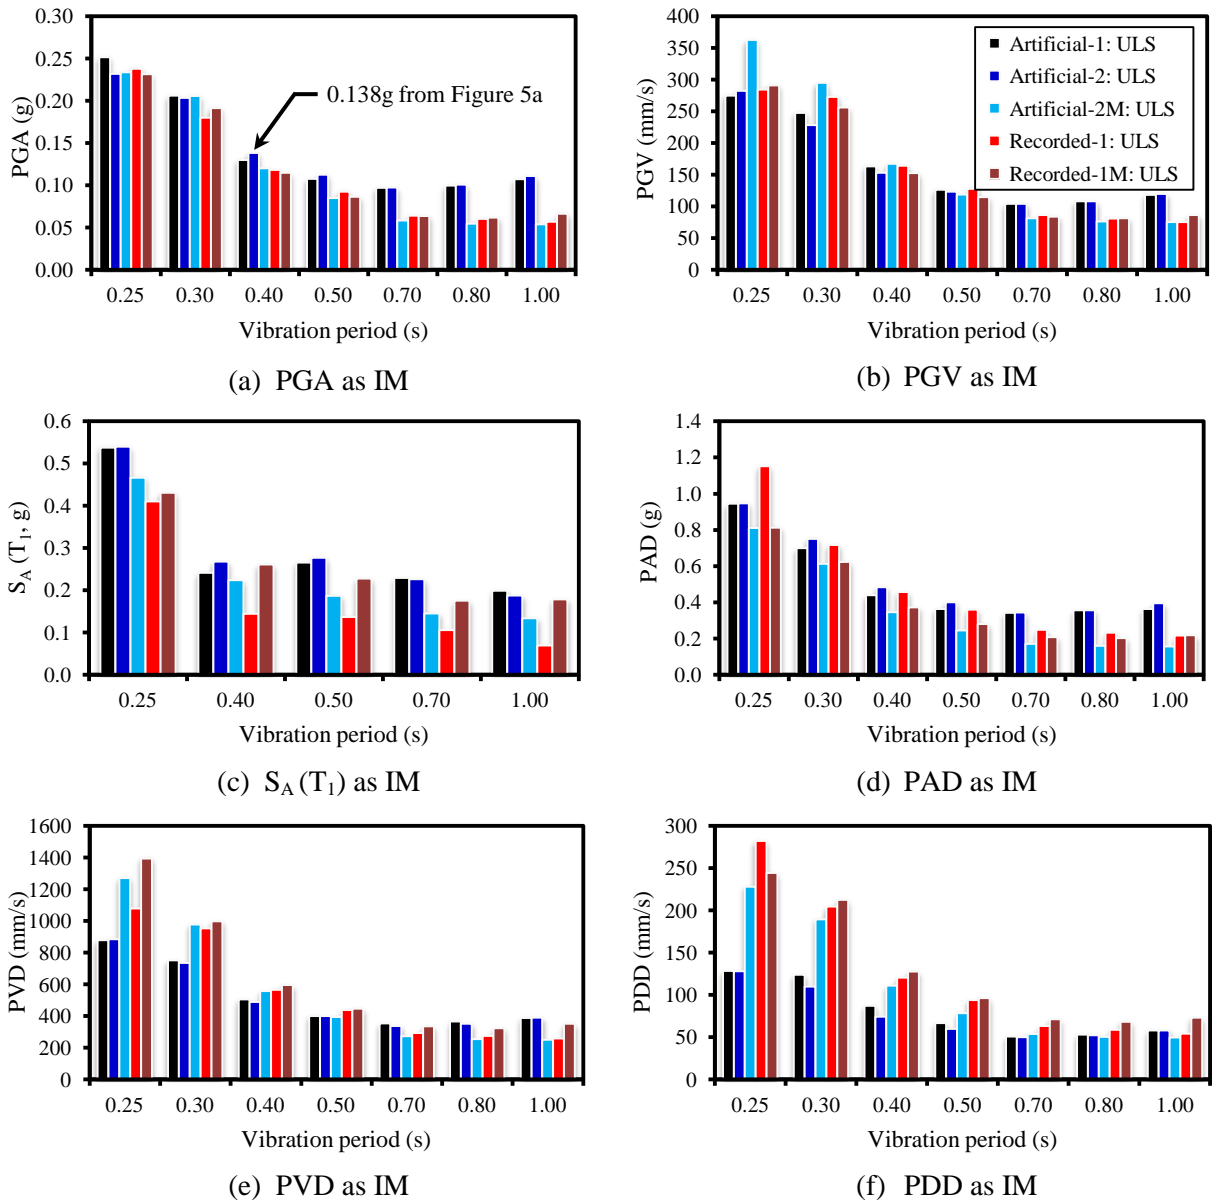 0.30
0.25
0.20
0.15
0.10
0.05
0.00
PGA (g)
0.138g from Figure 5a
0.25 0.30 0.40 0.50 0.70 0.80 1.00
Vibration period (s)
(a) PGA as IM
400
350
300
250
200
150
100
50
0
PGV (mm/s)
Artificial-1: ULS
Artificial-2: ULS
Artificial-2M: ULS
Recorded-1: ULS
Recorded-1M: ULS
0.25 0.30 0.40 0.50 0.70 0.80 1.00
Vibration period (s)
(b) PGV as IM
0.6
0.5
0.4
0.3
0.2
0.1
0.0
S_A (T_1, g)
0.25 0.40 0.50 0.70 1.00
Vibration period (s)
(c) S_A (T_1) as IM
1.4
1.2
1.0
0.8
0.6
0.4
0.2
0.0
PAD (g)
0.25 0.30 0.40 0.50 0.70 0.80 1.00
Vibration period (s)
(d) PAD as IM
1600
1400
1200
1000
800
600
400
200
0
PVD (mm/s)
0.25 0.30 0.40 0.50 0.70 0.80 1.00
Vibration period (s)
(e) PVD as IM
300
250
200
150
100
50
0
PDD (mm/s)
0.25 0.30 0.40 0.50 0.70 0.80 1.00
Vibration period (s)
(f) PDD as IM